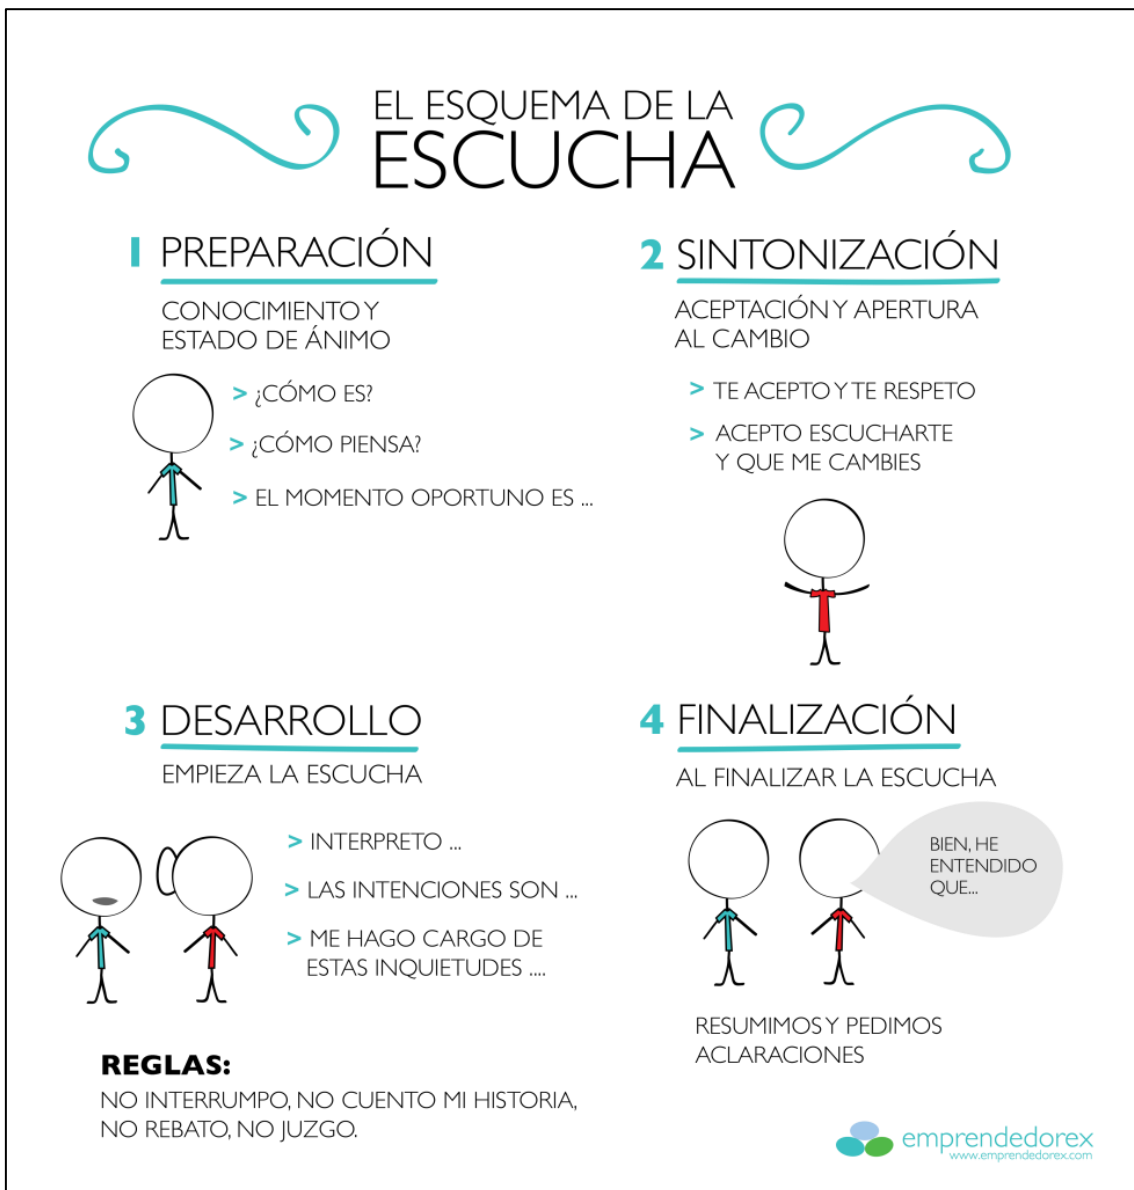 EL ESQUEMA DE LA
ESCUCHA
1 PREPARACIÓN
CONOCIMIENTO Y
ESTADO DE ÁNIMO
> ¿CÓMO ES?
> ¿CÓMO PIENSA?
> EL MOMENTO OPORTUNO ES ...
2 SINTONIZACIÓN
ACEPTACIÓN Y APERTURA
AL CAMBIO
> TE ACEPTO Y TE RESPETO
> ACEPTO ESCUCHARTE
Y QUE ME CAMBIES
3 DESARROLLO
EMPIEZA LA ESCUCHA
> INTERPRETO ...
> LAS INTENCIONES SON ...
> ME HAGO CARGO DE
ESTAS INQUIETUDES ....
REGLAS:
NO INTERRUMPO, NO CUENTO MI HISTORIA,
NO REBATO, NO JUZGO.
4 FINALIZACIÓN
AL FINALIZAR LA ESCUCHA
BIEN, HE
ENTENDIDO
QUE...
RESUMIMOS Y PEDIMOS
ACLARACIONES
emprendedorex
www.emprendedorex.com